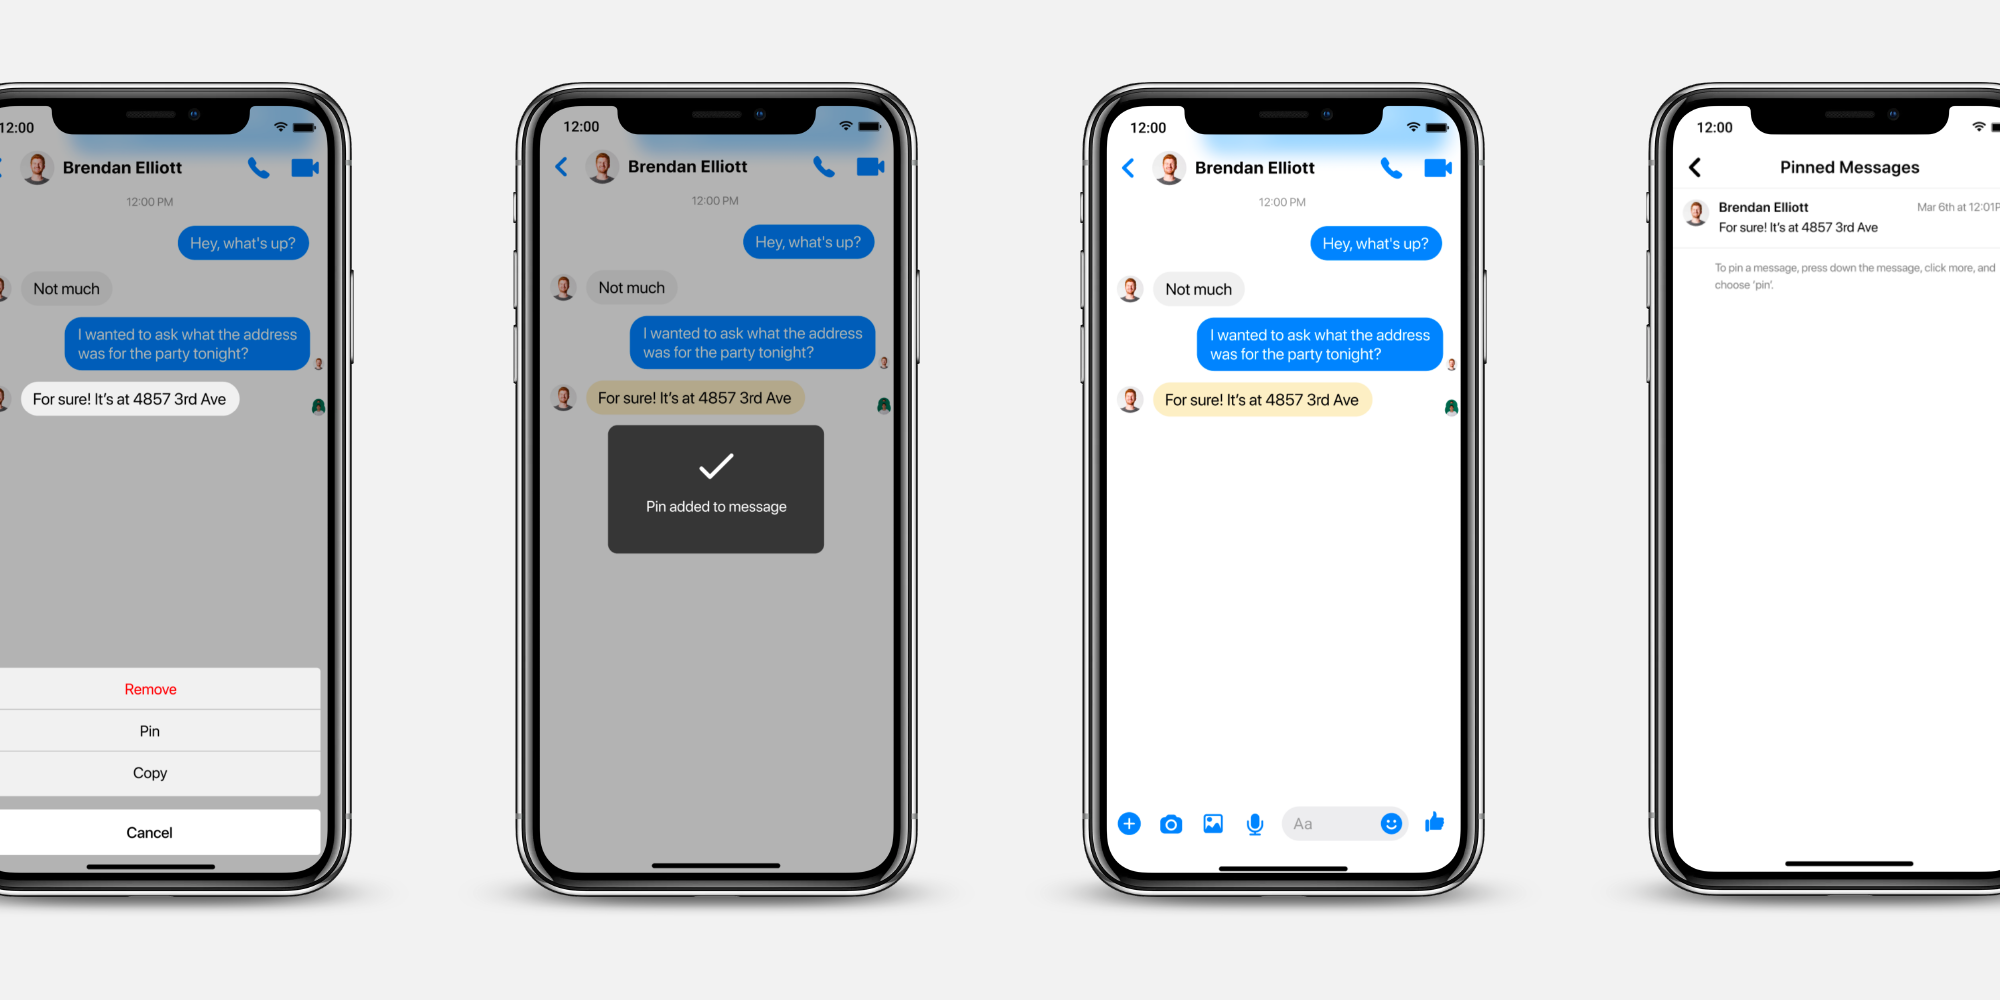 12:00
Brendan Elliott
12:00 PM
Hey, what's up?
Not much
I wanted to ask what the address
was for the party tonight?
For sure! It's at 4857 3rd Ave
Remove
Pin
Copy
Cancel
12:00
Brendan Elliott
12:00 PM
Hey, what's up?
Not much
I wanted to ask what the address
was for the party tonight?
For sure! It's at 4857 3rd Ave
Pin added to message
12:00
Brendan Elliott
12:00 PM
Hey, what's up?
Not much
I wanted to ask what the address
was for the party tonight?
For sure! It's at 4857 3rd Ave
Aa
12:00
Pinned Messages
Brendan Elliott
Mar 6th at 12:01P
For sure! It's at 4857 3rd Ave
To pin a message, press down the message, click more, and
choose 'pin'.